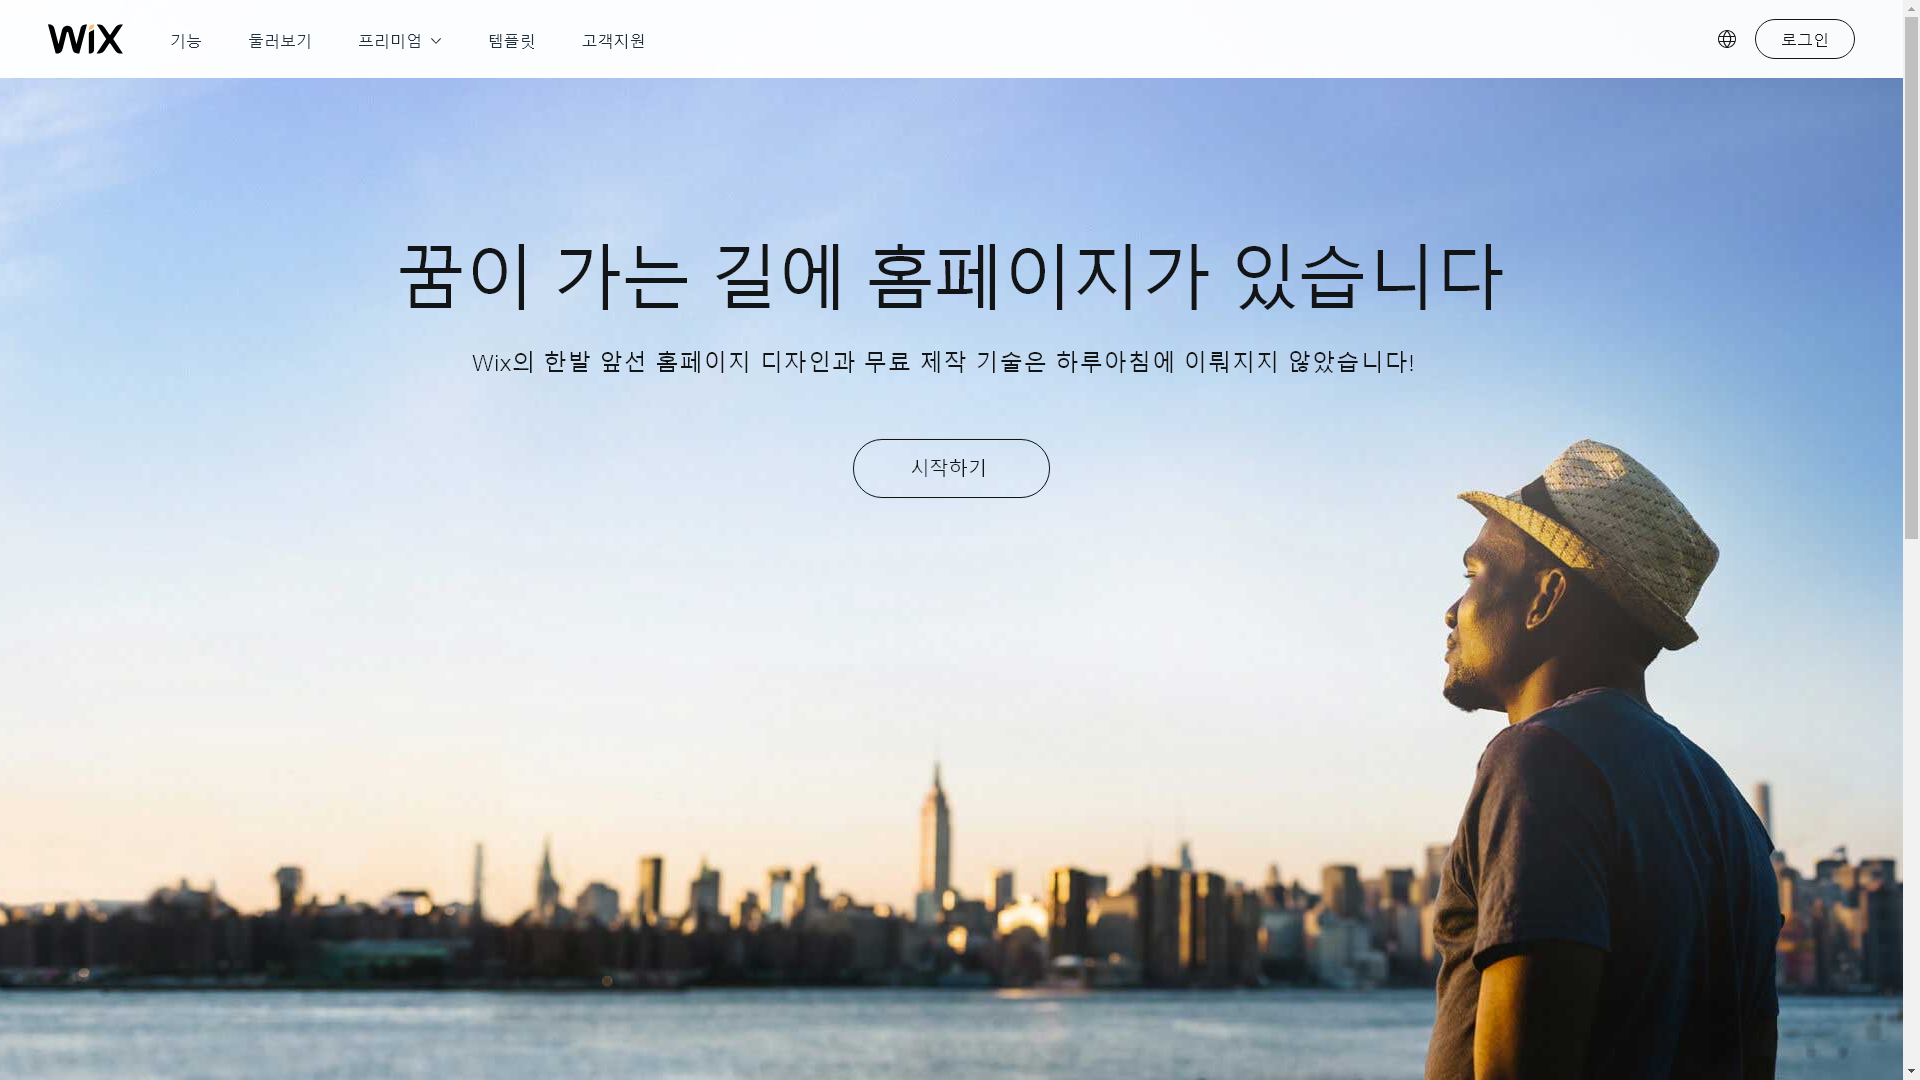 WiX
기능
둘러보기
프리미엄
템플릿
고객지원
로그인
꿈이 가는 길에 홈페이지가 있습니다
Wix의 한발 앞선 홈페이지 디자인과 무료 제작 기술은 하루아침에 이뤄지지 않았습니다!
시작하기